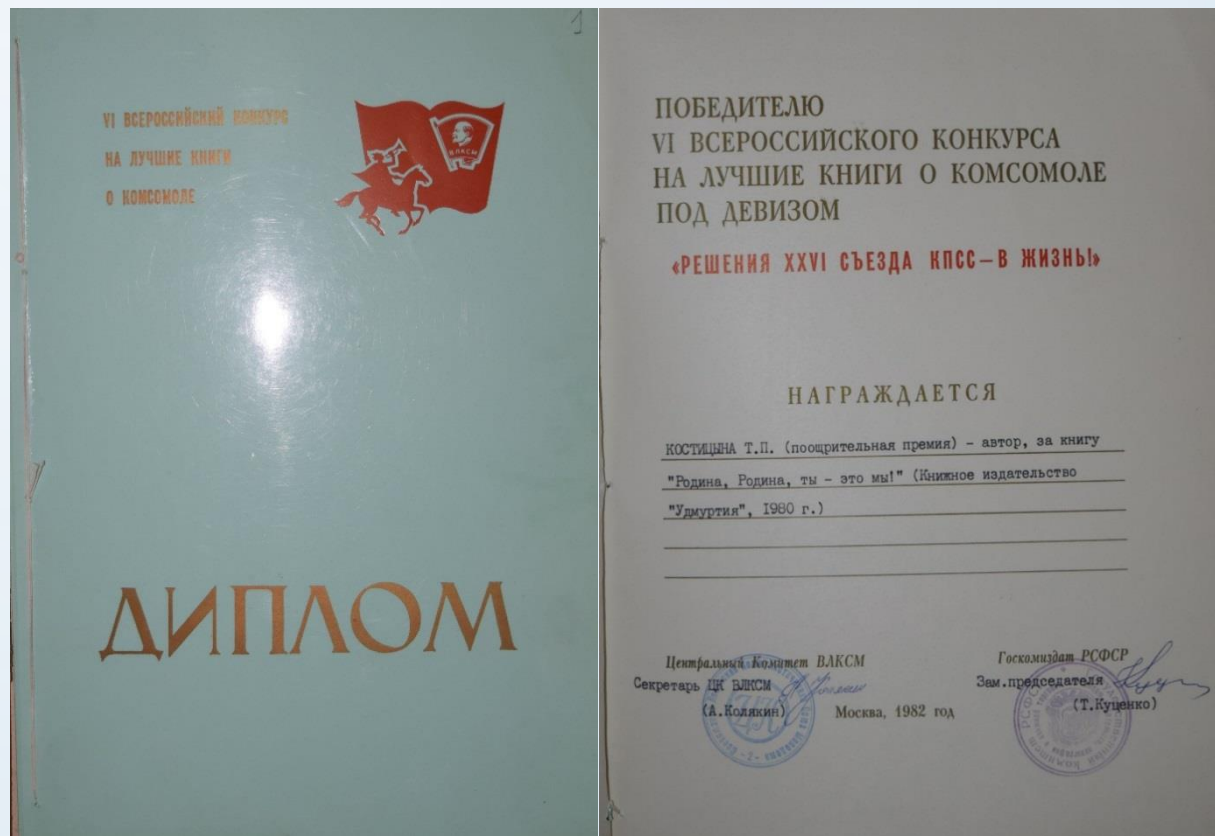 1
VI ВСЕРОССИЙСКИЙ КОНКУРС
НА ЛУЧШИЕ КНИГИ
О КОМСОМОЛЕ
ВЛКСМ
ДИПЛОМ
ПОБЕДИТЕЛЮ
VI ВСЕРОССИЙСКОГО КОНКУРСА
НА ЛУЧШИЕ КНИГИ О КОМСОМОЛЕ
ПОД ДЕВИЗОМ
«РЕШЕНИЯ XXVI СЪЕЗДА КПСС—В ЖИЗНЬ!»
НАГРАЖДАЕТСЯ
КОСТИЦЫНА Т.П. (поощрительная премия) - автор, за книгу
"Родина, Родина, ты - это мы!" (Книжное издательство
"Удмуртия", 1980 г.)
Центральный Комитет ВЛКСМ
Секретарь ЦК ВЛКСМ
(А.Колякин)
Москва, 1982 год
Госкомиздат РСФСР
Зам.председателя
(Т.Куценко)